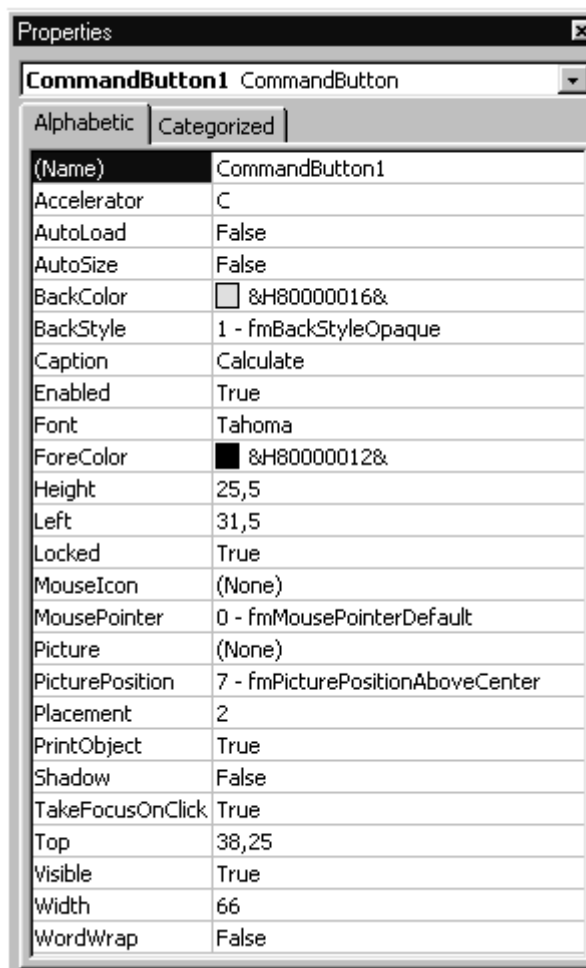 Properties
CommandButton1 CommandButton
Alphabetic Categorized
(Name) CommandButton1
Accelerator C
AutoLoad False
AutoSize False
BackColor &H80000016&
BackStyle 1 - fmBackStyleOpaque
Caption Calculate
Enabled True
Font Tahoma
ForeColor &H80000012&
Height 25,5
Left 31,5
Locked True
MouseIcon (None)
MousePointer 0 - fmMousePointerDefault
Picture (None)
PicturePosition 7 - fmPicturePositionAboveCenter
Placement 2
PrintObject True
Shadow False
TakeFocusOnClick True
Top 38,25
Visible True
Width 66
WordWrap False